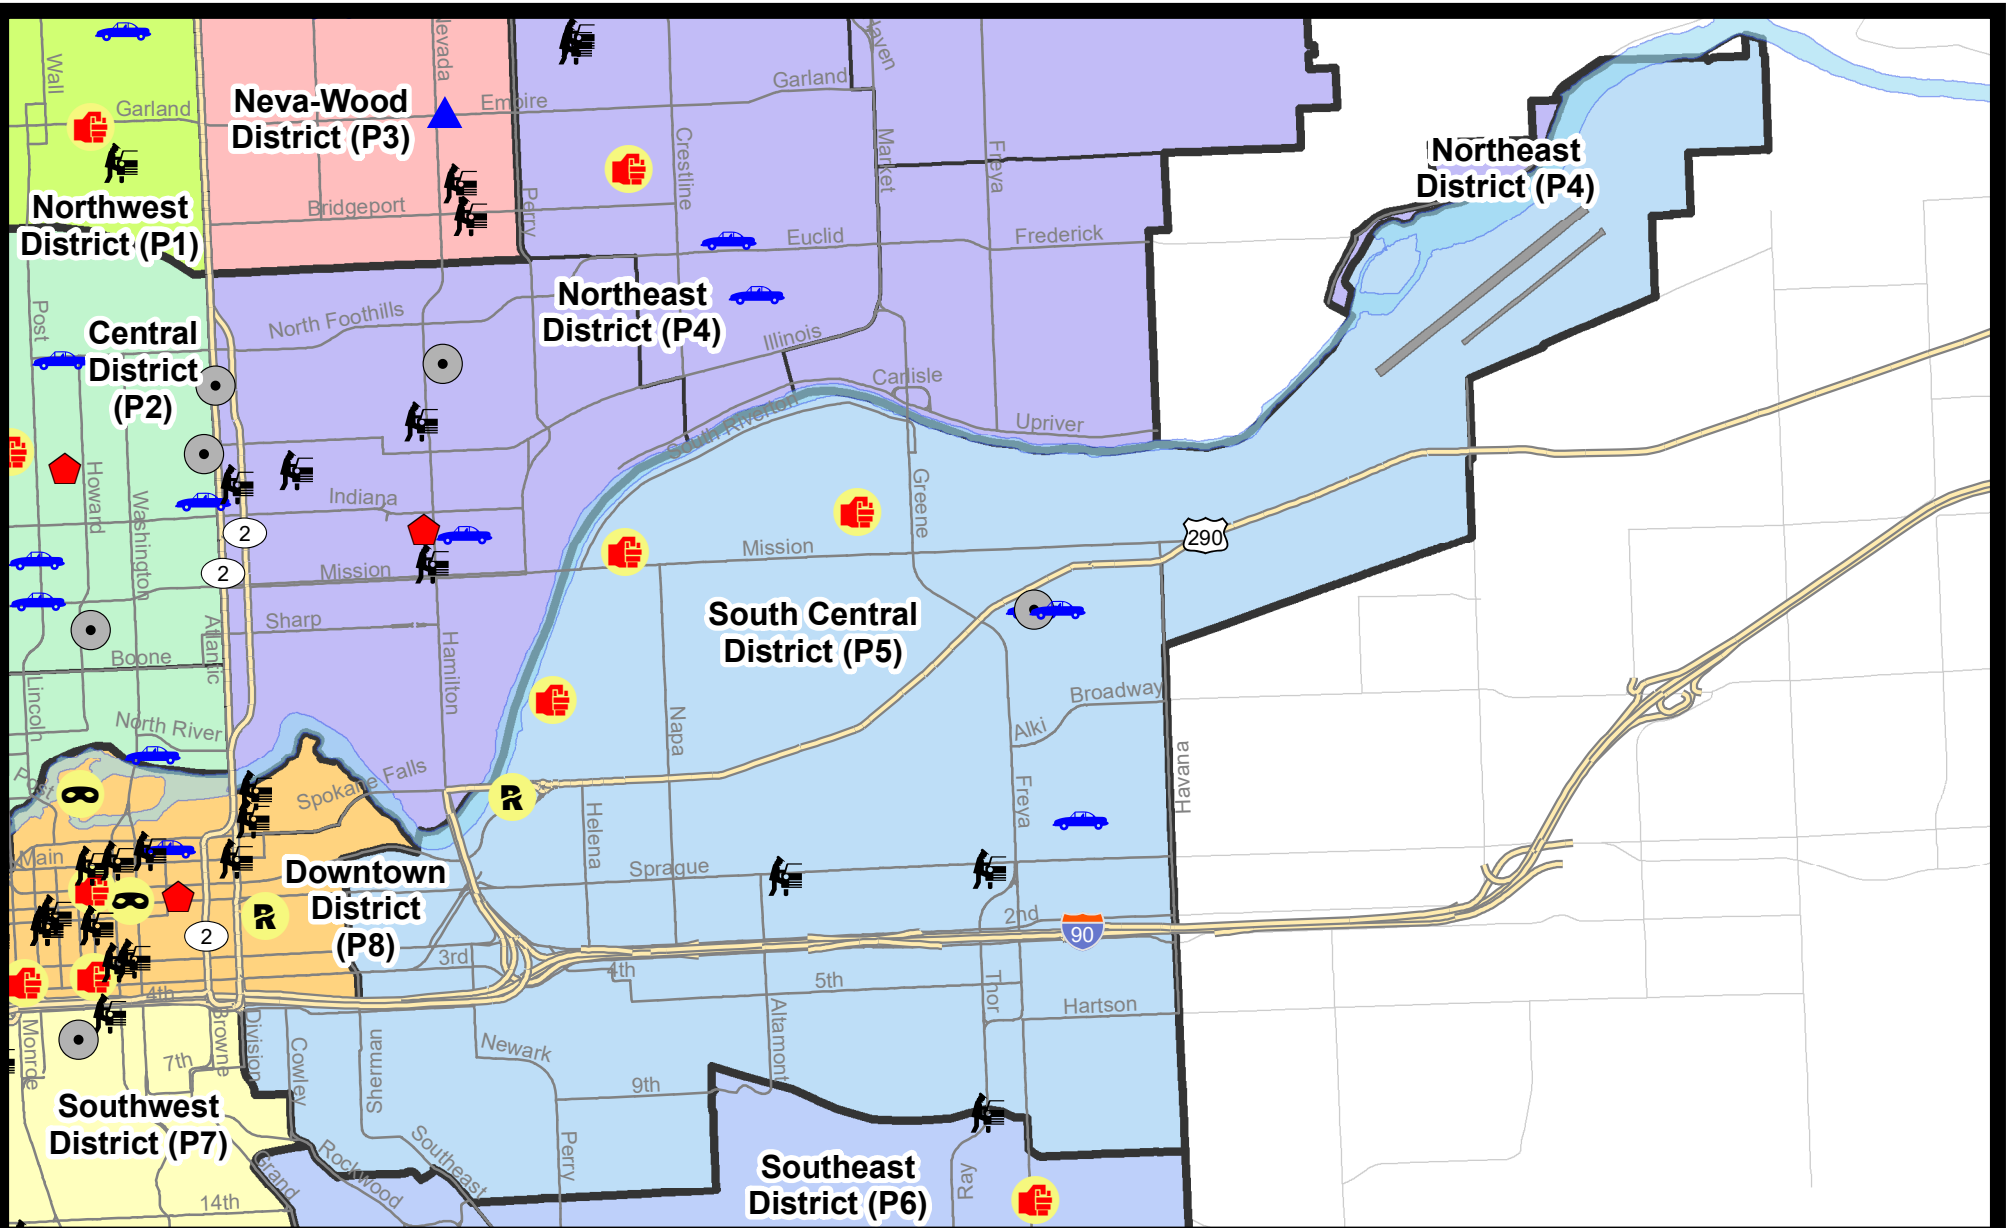 Wall
Garland
Neva-Wood
District (P3)
Nevada
Empire
Garland
Haven
Crestline
Market
Freya
Northeast
District (P4)
Northwest
District (P1)
Bridgeport
Perry
Euclid
Frederick
Post
Central
District
(P2)
North Foothills
Northeast
District (P4)
Illinois
Carlisle
Upriver
South Riverton
Howard
Washington
Indiana
2
2
Mission
Mission
Greene
290
Sharp
Atlantic
Hamilton
South Central
District (P5)
Boone
Lincoln
North River
Napa
Broadway
Alki
Havana
Post
Spokane Falls
R
Helena
Freya
Main
Downtown
District
(P8)
Sprague
R
2
2nd
90
3rd
4th
5th
4th
Thor
Hartson
Altamont
Monroe
Browne
Division
Cowley
Sherman
Newark
7th
9th
Southwest
District (P7)
Grand
Rockwood
Southeast
Perry
14th
Southeast
District (P6)
Ray